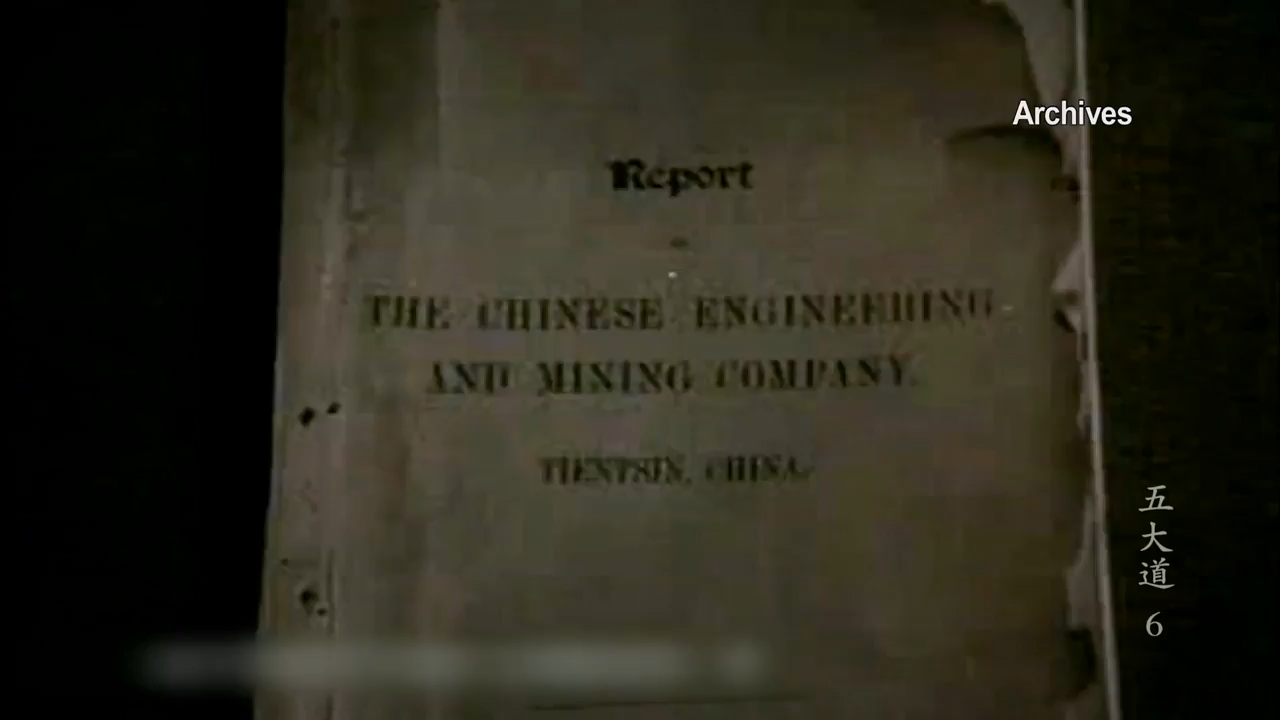 Archives
Report
THE CHINESE ENGINEERING
AND MINING COMPANY.
TIENTSIN, CHINA.
五大道 6